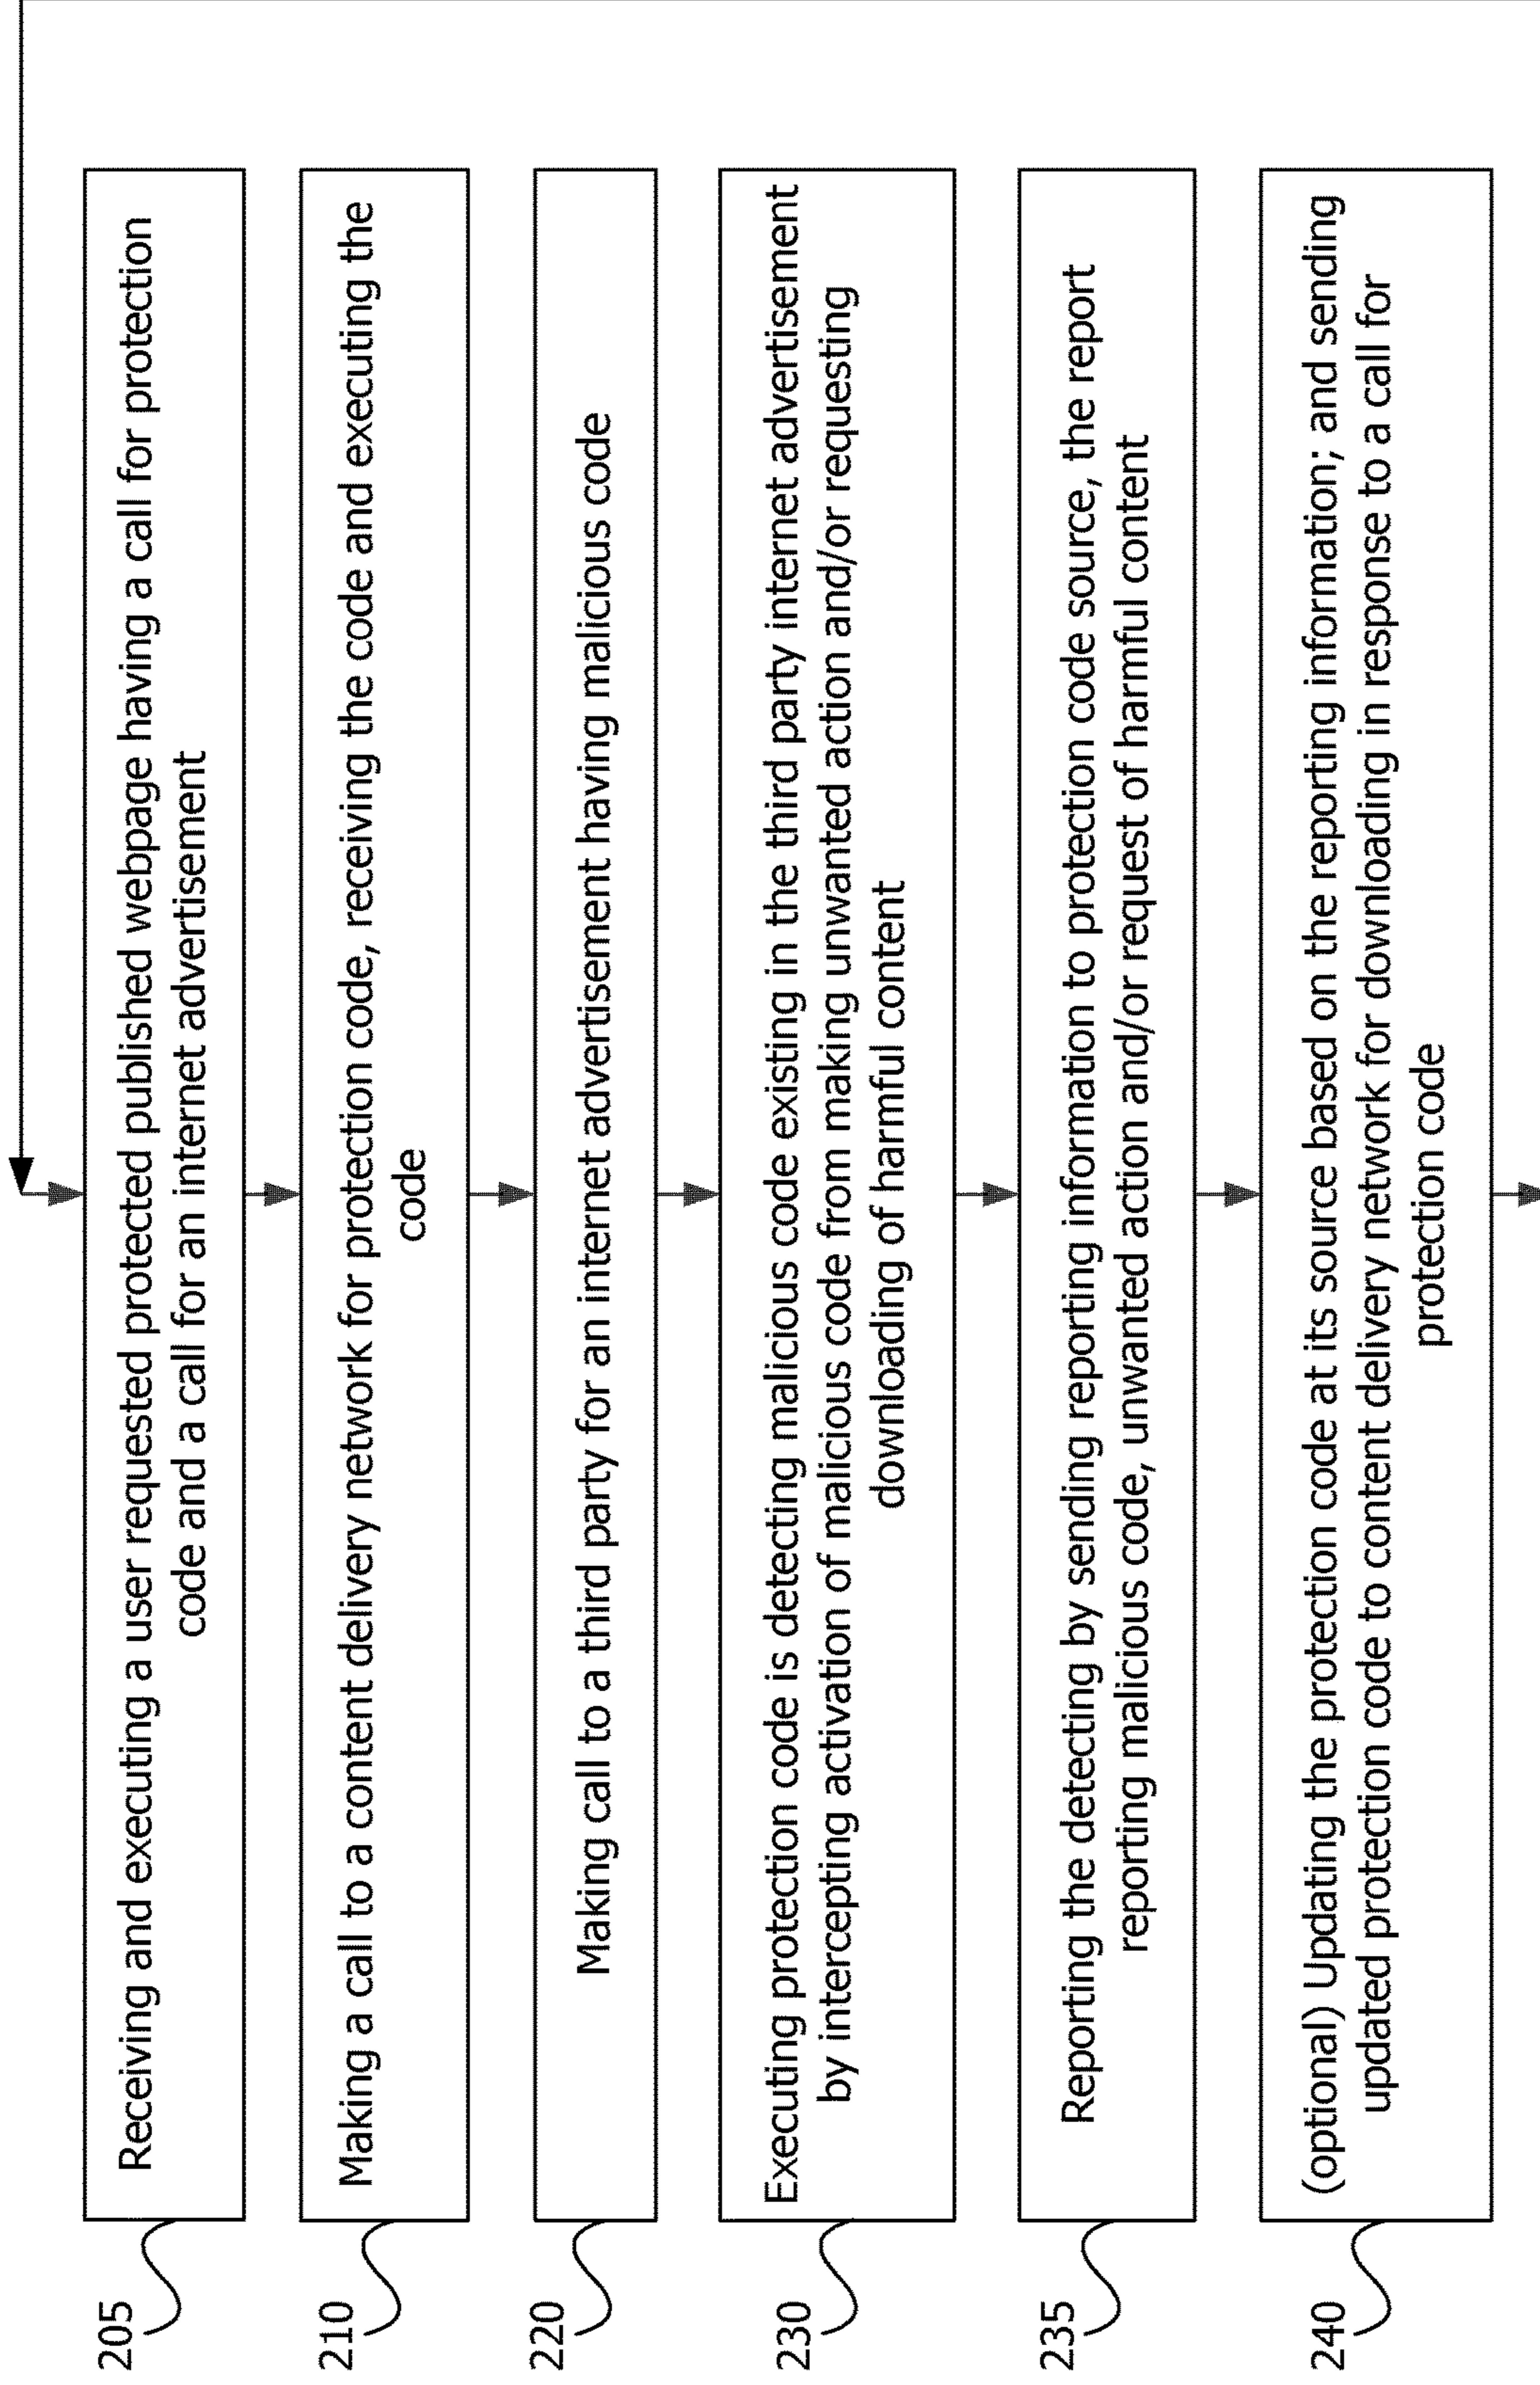 205
Receiving and executing a user requested protected published webpage having a call for protection
code and a call for an internet advertisement
210
Making a call to a content delivery network for protection code, receiving the code and executing the
code
220
Making call to a third party for an internet advertisement having malicious code
230
Executing protection code is detecting malicious code existing in the third party internet advertisement
by intercepting activation of malicious code from making unwanted action and/or requesting
downloading of harmful content
235
Reporting the detecting by sending reporting information to protection code source, the report
reporting malicious code, unwanted action and/or request of harmful content
240
(optional) Updating the protection code at its source based on the reporting information; and sending
updated protection code to content delivery network for downloading in response to a call for
protection code